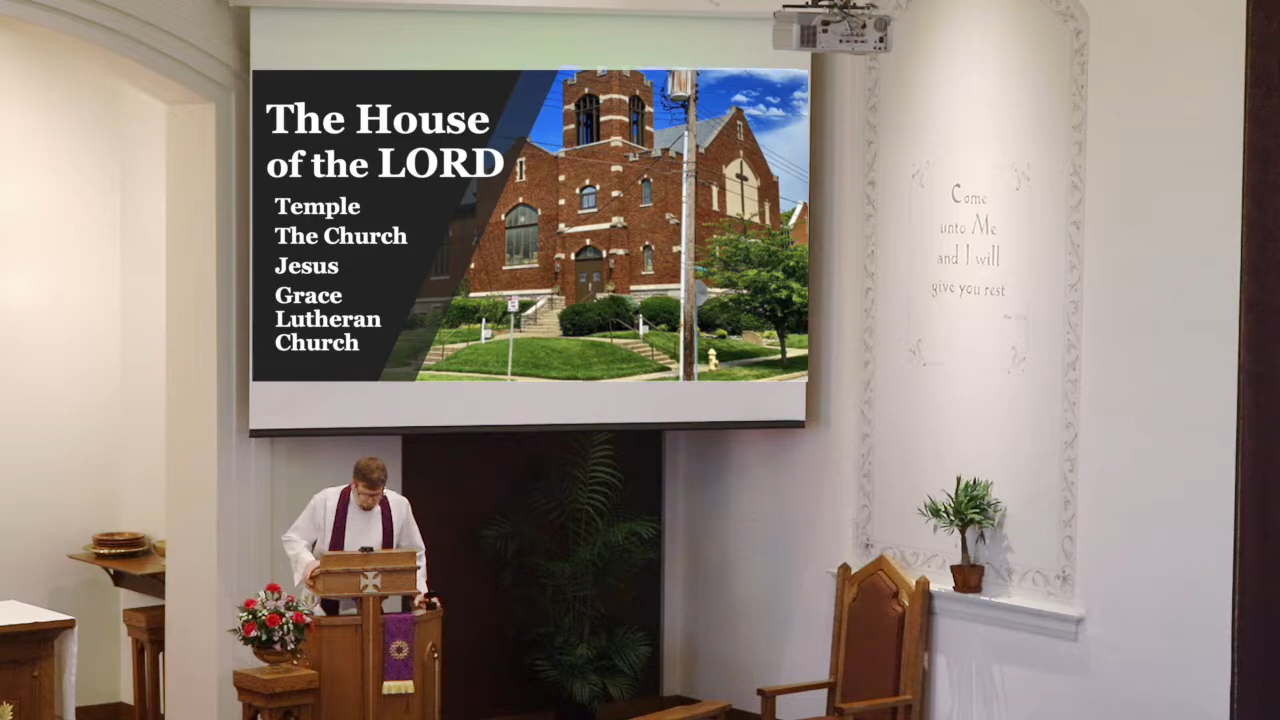 The House
of the LORD
Temple
The Church
Jesus
Grace
Lutheran
Church
Come
unto Me
and I will
give you rest